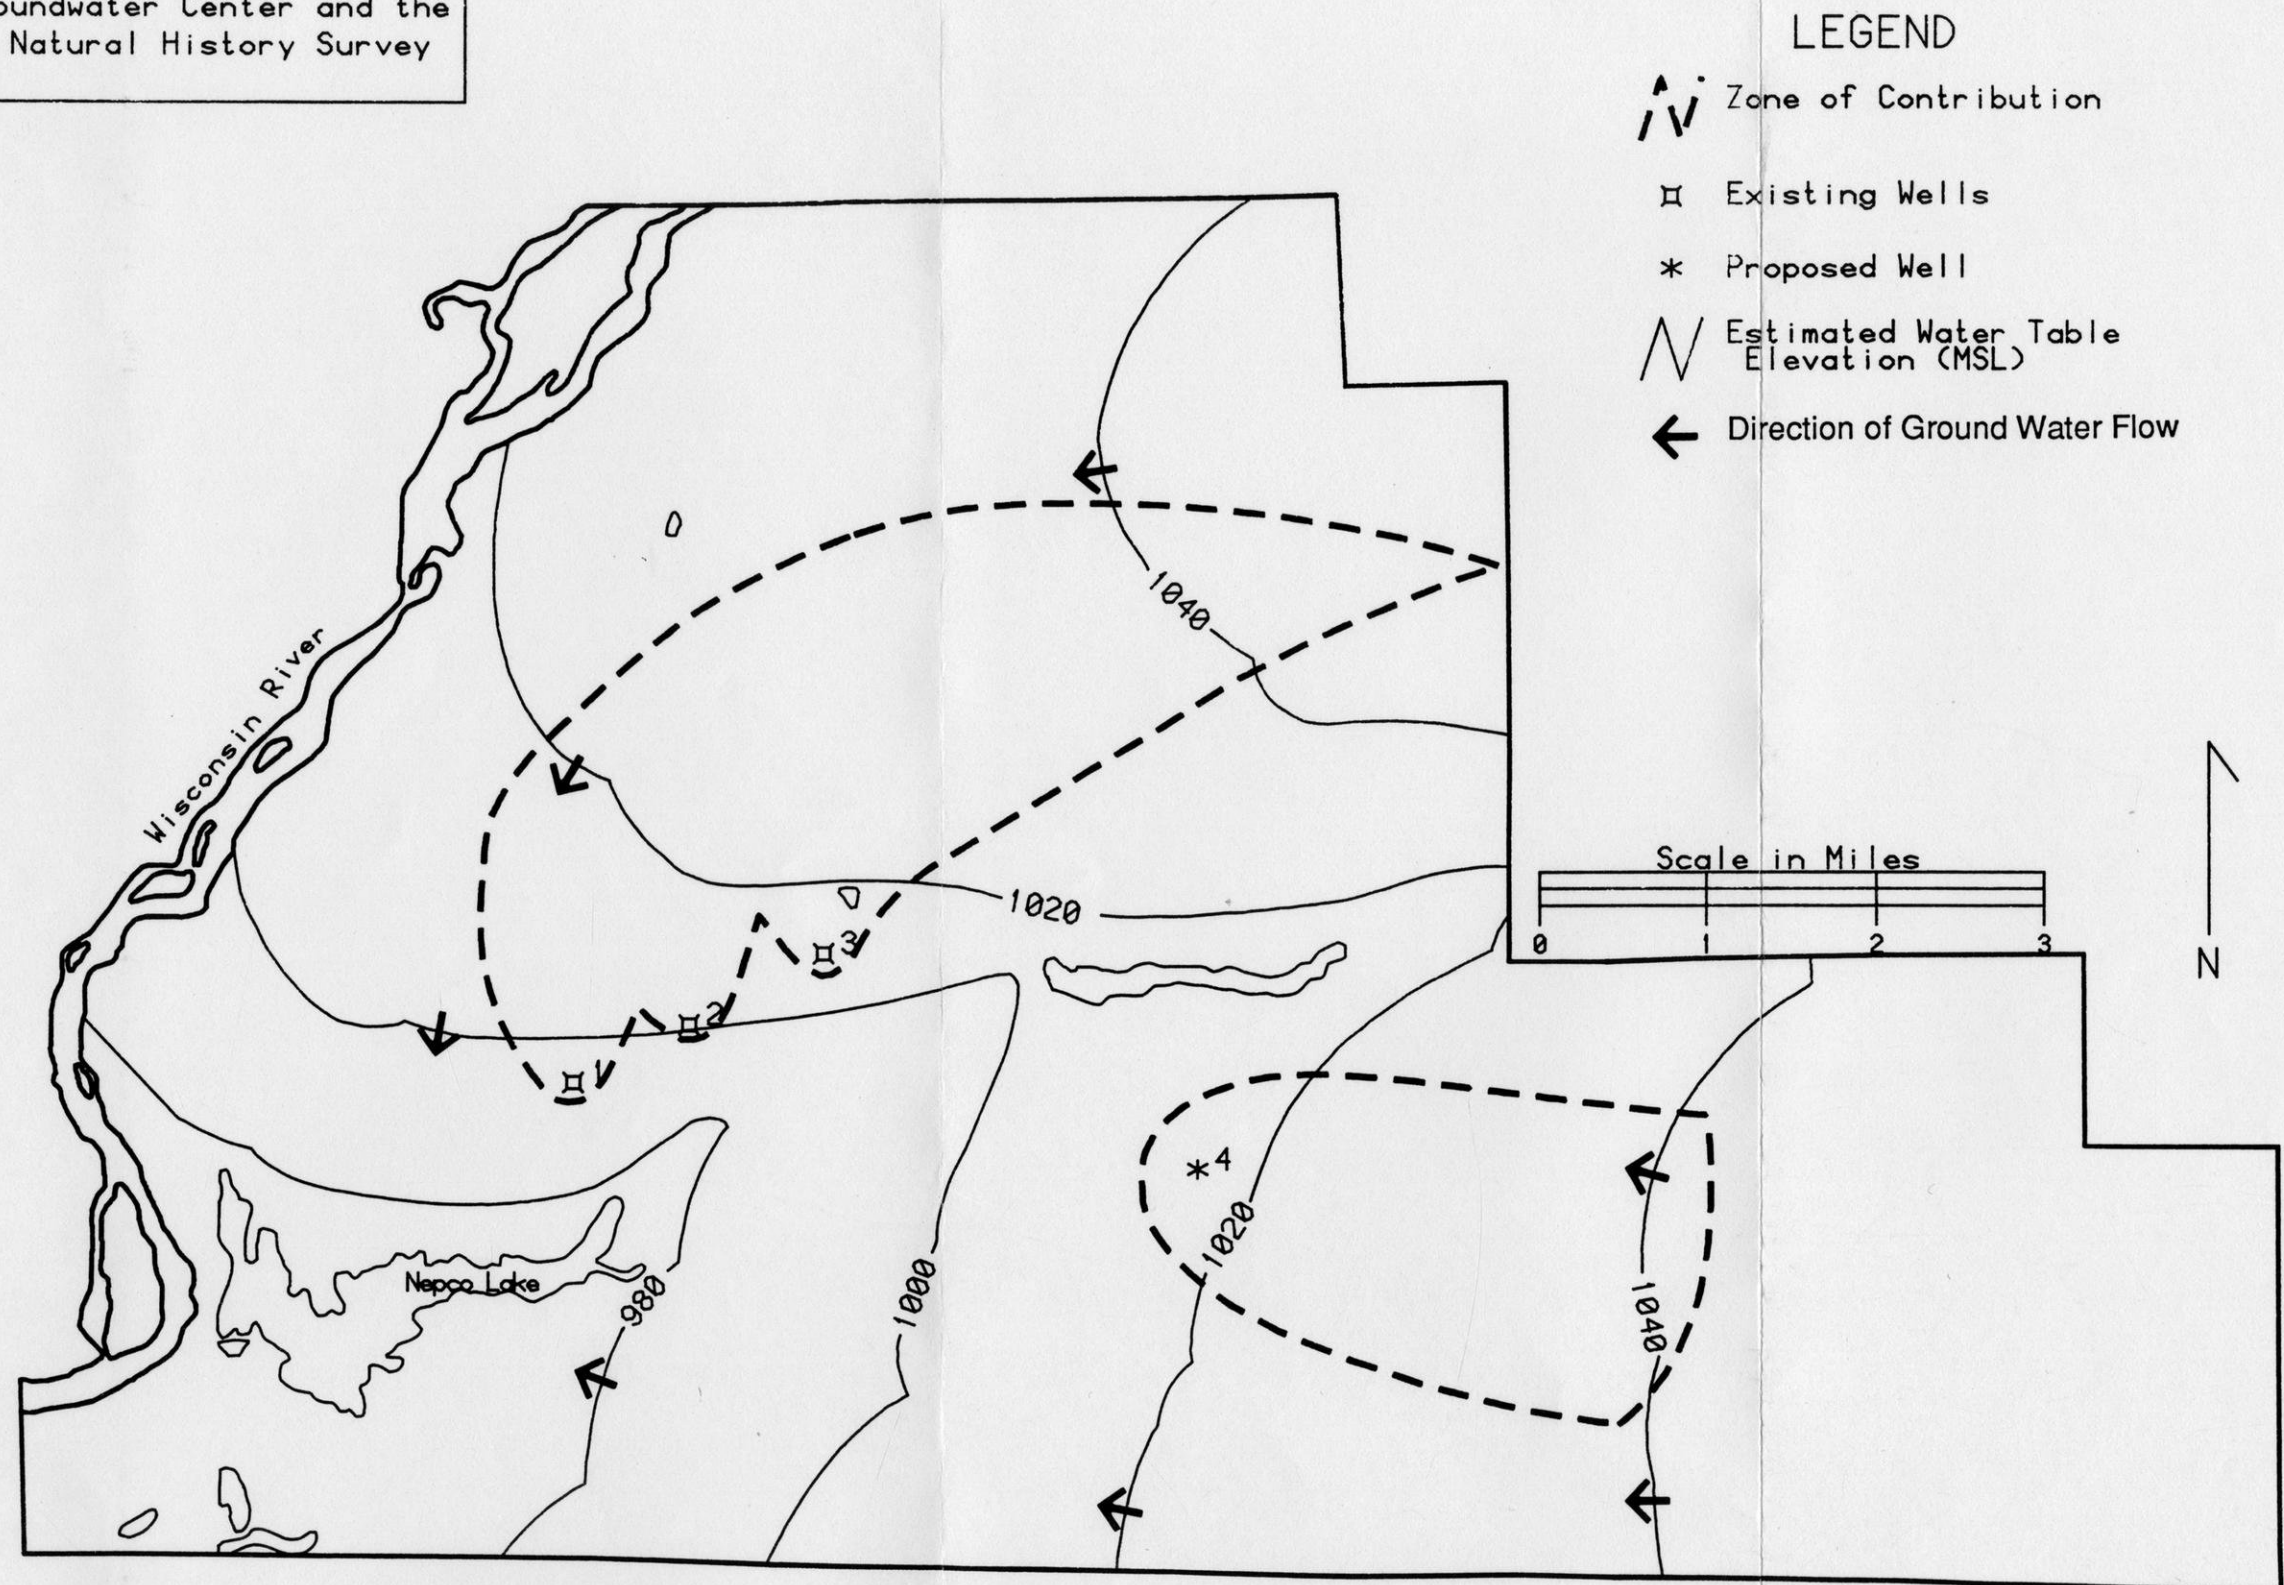 and the
Natural History Survey
LEGEND
Zone of Contribution
Existing Wells
Proposed Well
Estimated Water Table
Elevation (MSL)
Direction of Ground Water Flow
1040
Wisconsin River
1020
Scale in Miles
0 1 2 3
N
3
2
1
4
1020
Nepco Lake
980
1000
1040